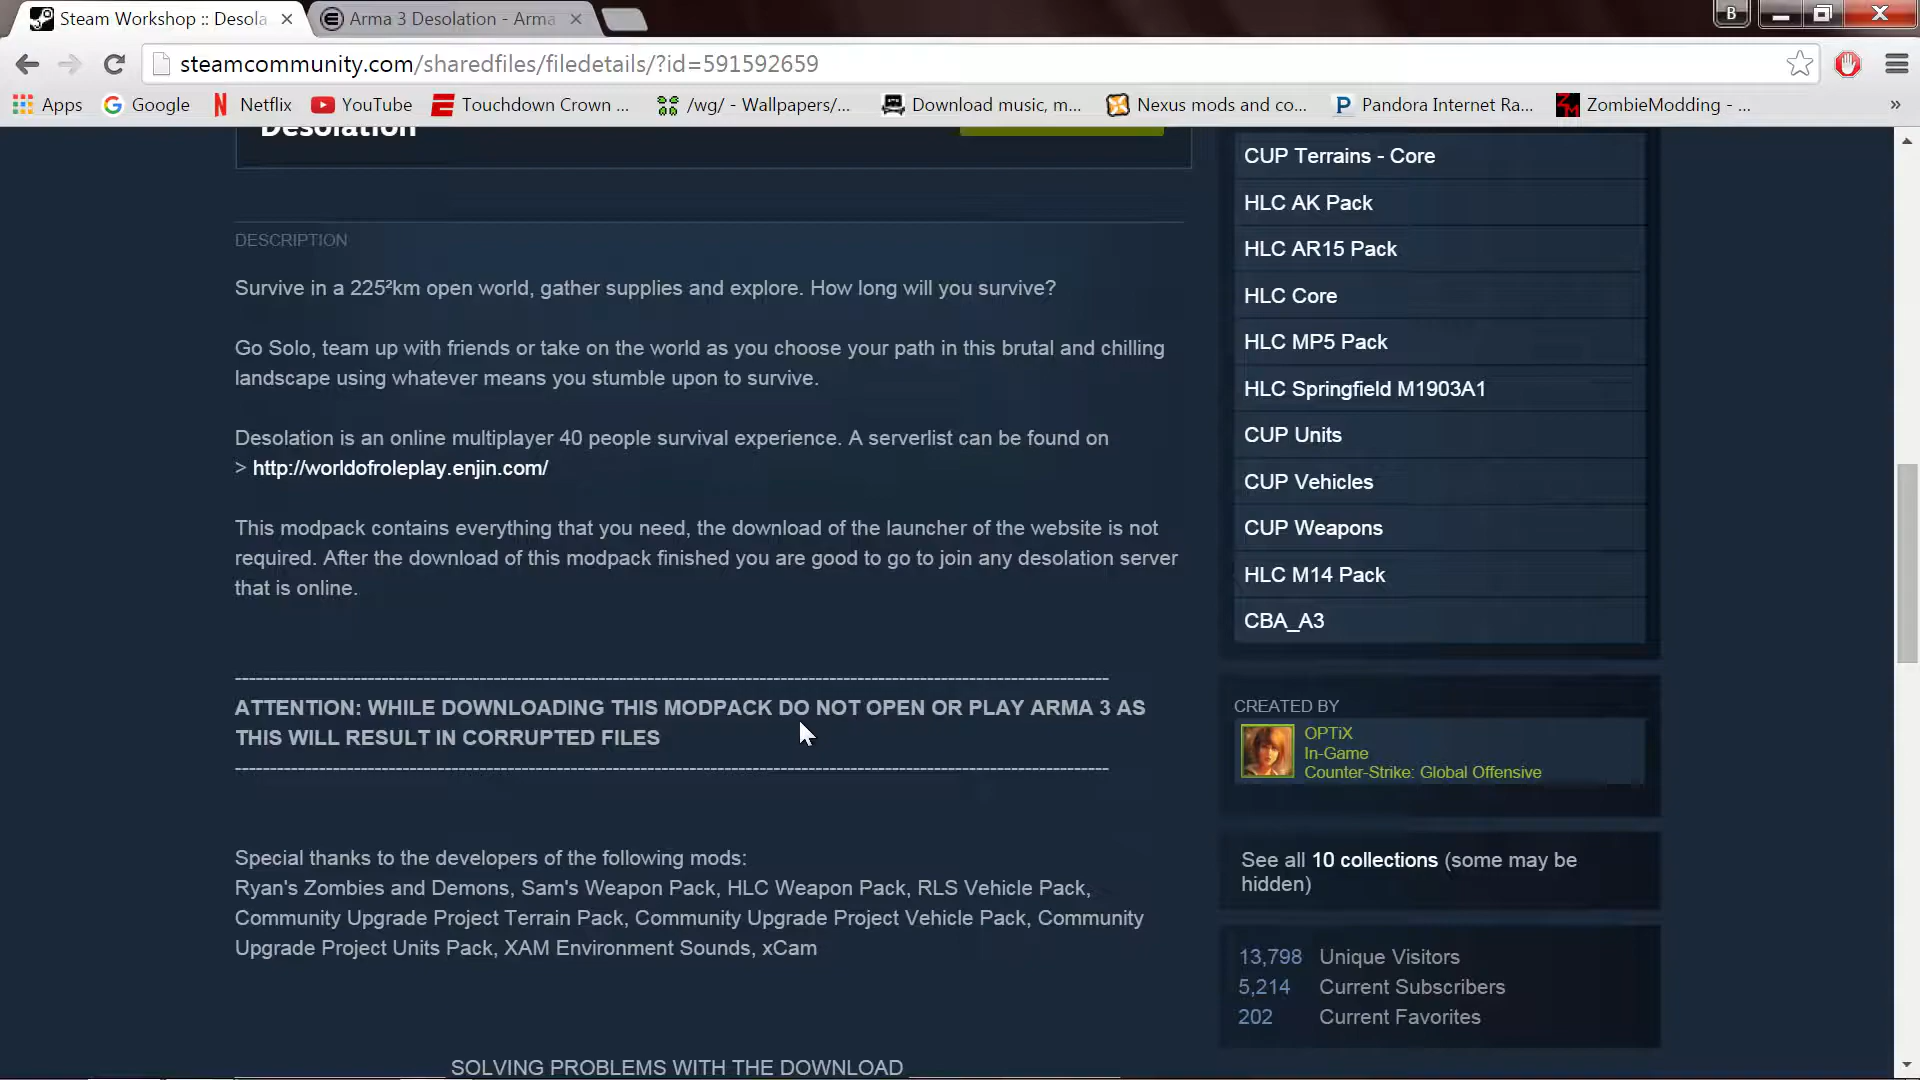 Steam Workshop :: Desola
Arma 3 Desolation - Arma
B
steamcommunity.com/sharedfiles/filedetails/?id=591592659
Apps
Google
Netflix
YouTube
Touchdown Crown ...
/wg/ - Wallpapers/...
Download music, m...
Nexus mods and co...
Pandora Internet Ra...
ZombieModding - ...
»
Desolation
DESCRIPTION
Survive in a 225²km open world, gather supplies and explore. How long will you survive?
Go Solo, team up with friends or take on the world as you choose your path in this brutal and chilling
landscape using whatever means you stumble upon to survive.
Desolation is an online multiplayer 40 people survival experience. A serverlist can be found on
> http://worldofroleplay.enjin.com/
This modpack contains everything that you need, the download of the launcher of the website is not
required. After the download of this modpack finished you are good to go to join any desolation server
that is online.
ATTENTION: WHILE DOWNLOADING THIS MODPACK DO NOT OPEN OR PLAY ARMA 3 AS
THIS WILL RESULT IN CORRUPTED FILES
Special thanks to the developers of the following mods:
Ryan's Zombies and Demons, Sam's Weapon Pack, HLC Weapon Pack, RLS Vehicle Pack,
Community Upgrade Project Terrain Pack, Community Upgrade Project Vehicle Pack, Community
Upgrade Project Units Pack, XAM Environment Sounds, xCam
SOLVING PROBLEMS WITH THE DOWNLOAD
CUP Terrains - Core
HLC AK Pack
HLC AR15 Pack
HLC Core
HLC MP5 Pack
HLC Springfield M1903A1
CUP Units
CUP Vehicles
CUP Weapons
HLC M14 Pack
CBA_A3
CREATED BY
OPTiX
In-Game
Counter-Strike: Global Offensive
See all 10 collections (some may be
hidden)
13,798 Unique Visitors
5,214 Current Subscribers
202 Current Favorites